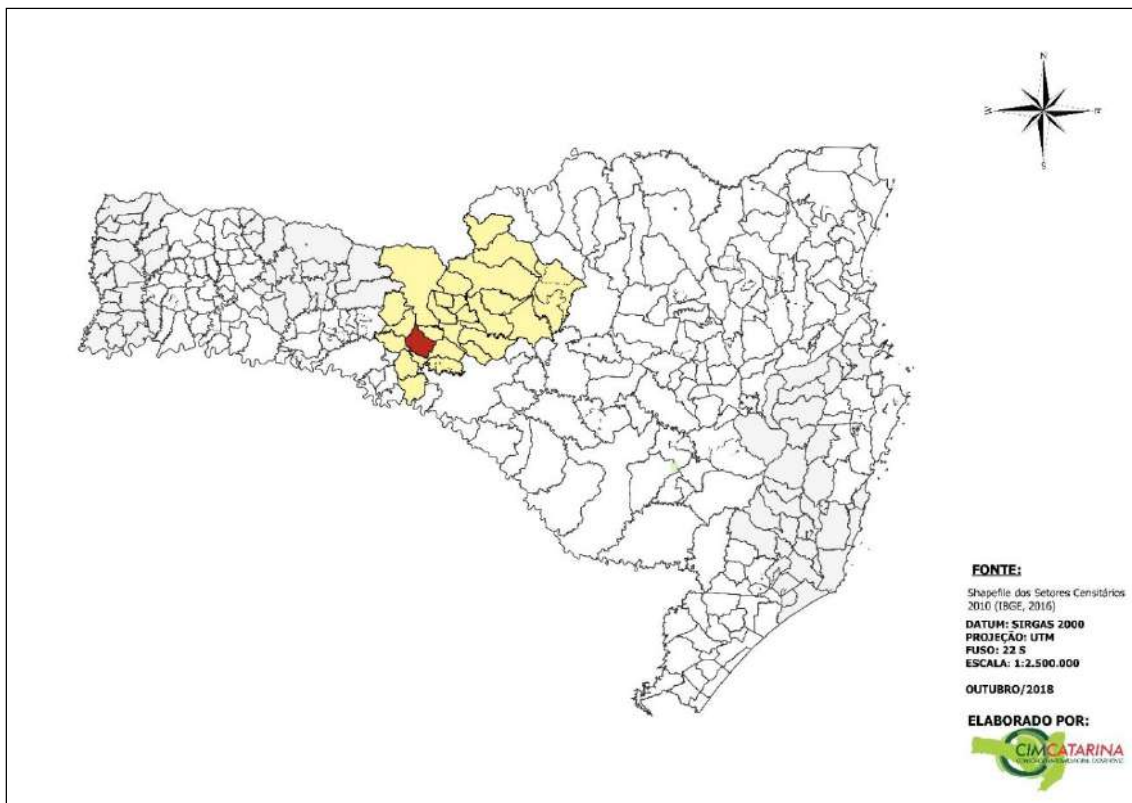 N
S
FONTE:
Shapefile dos Setores Censitários
2010 (IBGE, 2016)
DATUM: SIRGAS 2000
PROJEÇÃO: UTM
FUSO: 22 S
ESCALA: 1:2.500.000
OUTUBRO/2018
ELABORADO POR:
CIMCATARINA